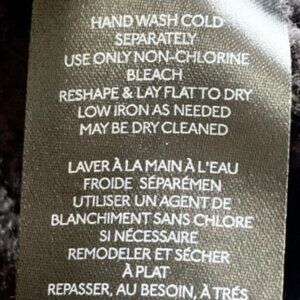 HAND WASH COLD
SEPARATELY
USE ONLY NON-CHLORINE
BLEACH
RESHAPE & LAY FLAT TO DRY
LOW IRON AS NEEDED
MAY BE DRY CLEANED
LAVER À LA MAIN À L'EAU
FROIDE SÉPARÉMEN
UTILISER UN AGENT DE
BLANCHIMENT SANS CHLORE
SI NÉCESSAIRE
REMODELER ET SÉCHER
À PLAT
REPASSER, AU BESOIN, À TRÉS